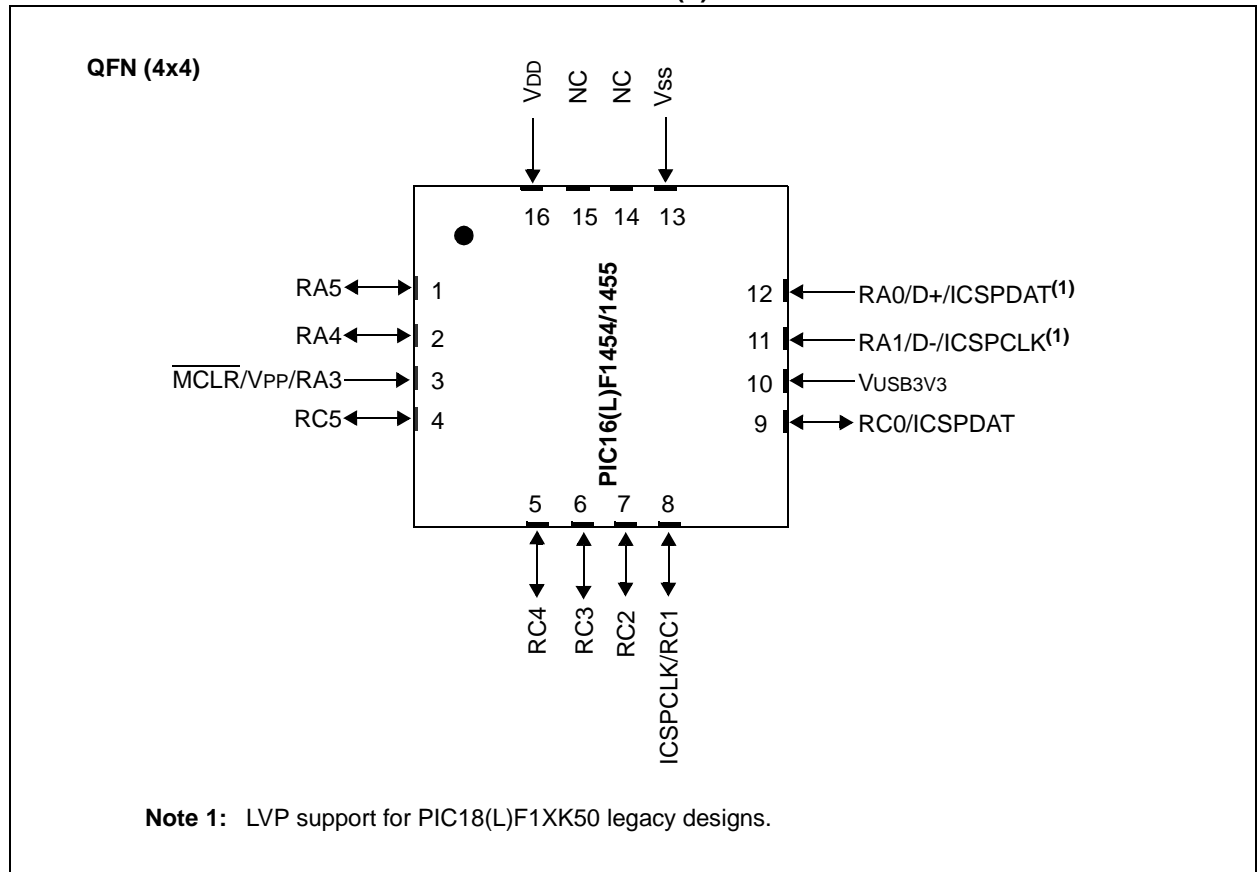 QFN (4x4)
VDD
NC
NC
Vss
16 15 14 13
PIC16(L)F1454/1455
RA5 1
RA4 2
MCLR/VPP/RA3 3
RC5 4
12 RA0/D+/ICSPDAT(1)
11 RA1/D-/ICSPCLK(1)
10 VUSB3V3
9 RC0/ICSPDAT
5 6 7 8
RC4
RC3
RC2
ICSPCLK/RC1
Note 1: LVP support for PIC18(L)F1XK50 legacy designs.